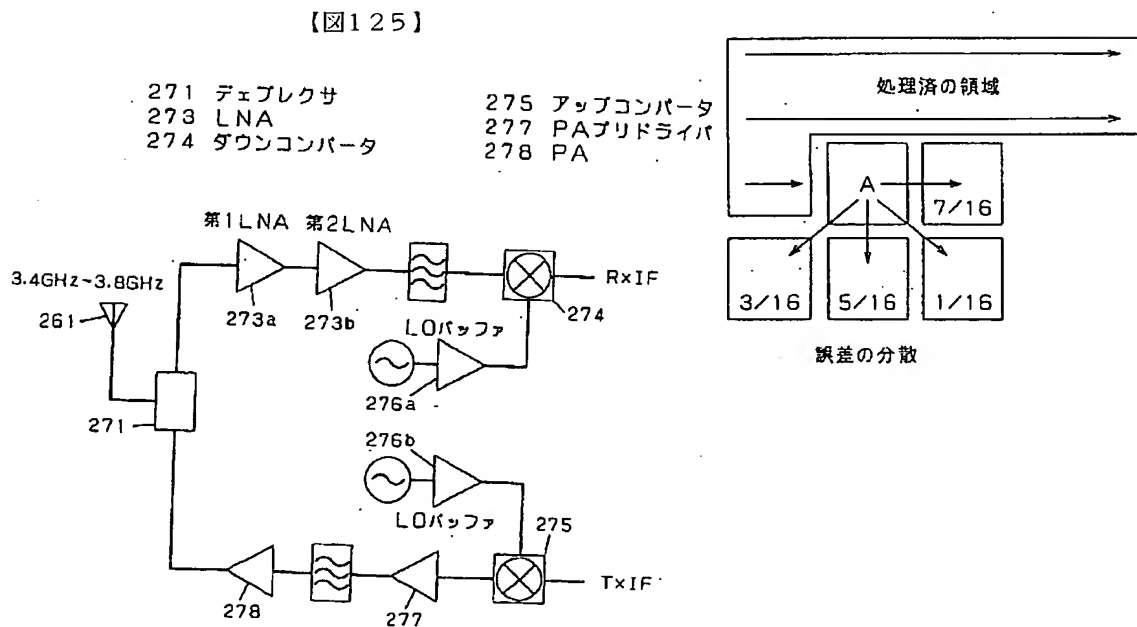 【図125】
271 デェプレクサ
273 LNA
274 ダウンコンバータ
275 アップコンバータ
277 PAプリドライバ
278 PA
第1LNA 第2LNA
3.4GHz~3.8GHz
261
273a
273b
RxIF
274
LOバッファ
276a
271
276b
LOバッファ
275
TxIF
278
277
処理済の領域
A
7/16
3/16
5/16
1/16
誤差の分散